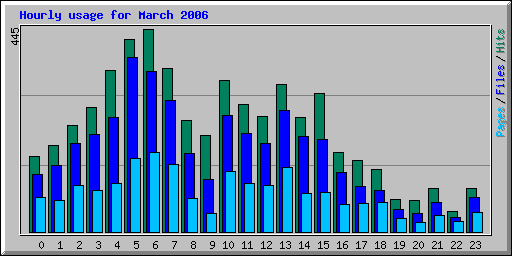 Hourly usage for March 2006
445
Pages/Files/Hits
0 1 2 3 4 5 6 7 8 9 10 11 12 13 14 15 16 17 18 19 20 21 22 23